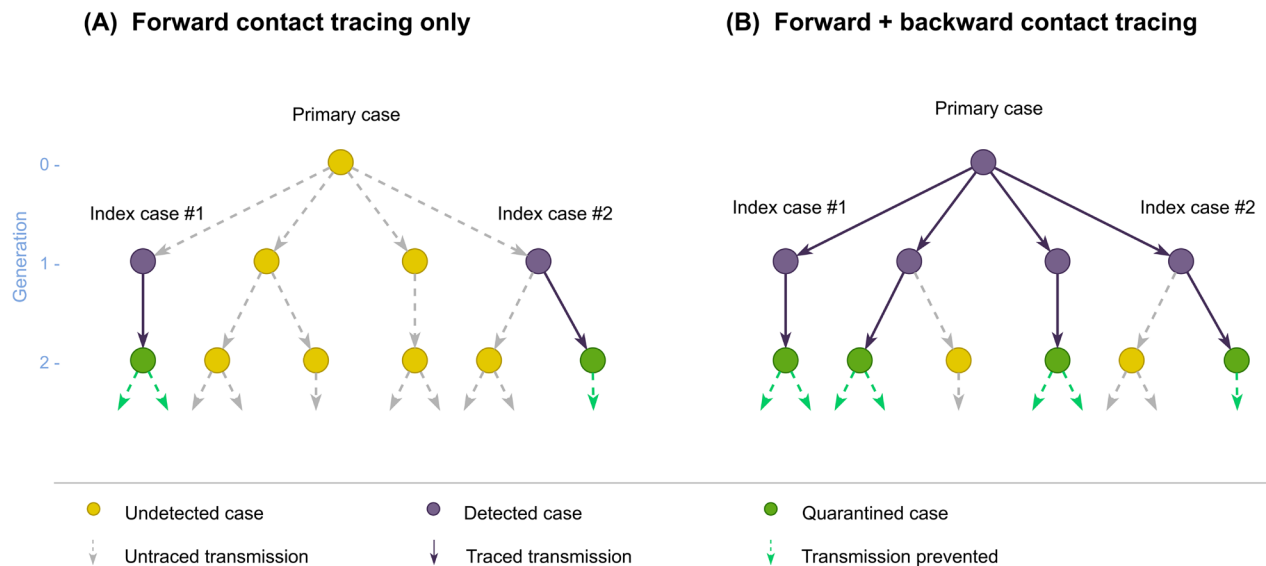 (A) Forward contact tracing only
(B) Forward + backward contact tracing
Primary case
Primary case
0 -
Index case #1
Index case #2
Index case #1
Index case #2
Generation
1 -
2 -
Undetected case
Detected case
Quarantined case
Untraced transmission
Traced transmission
Transmission prevented